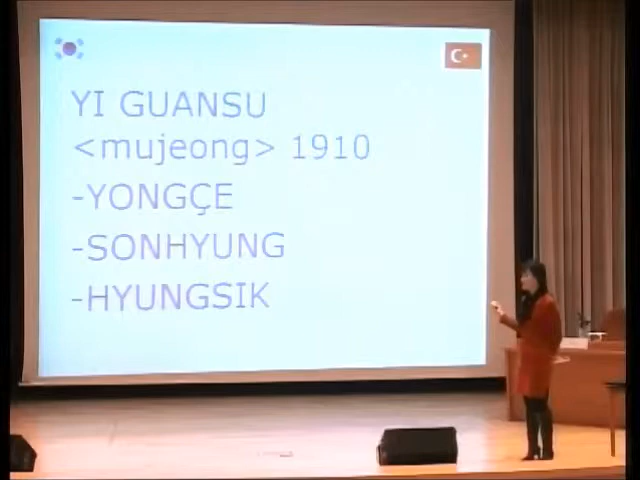 YI GUANSU
<mujeong> 1910
-YONGÇE
-SONHYUNG
-HYUNGSIK